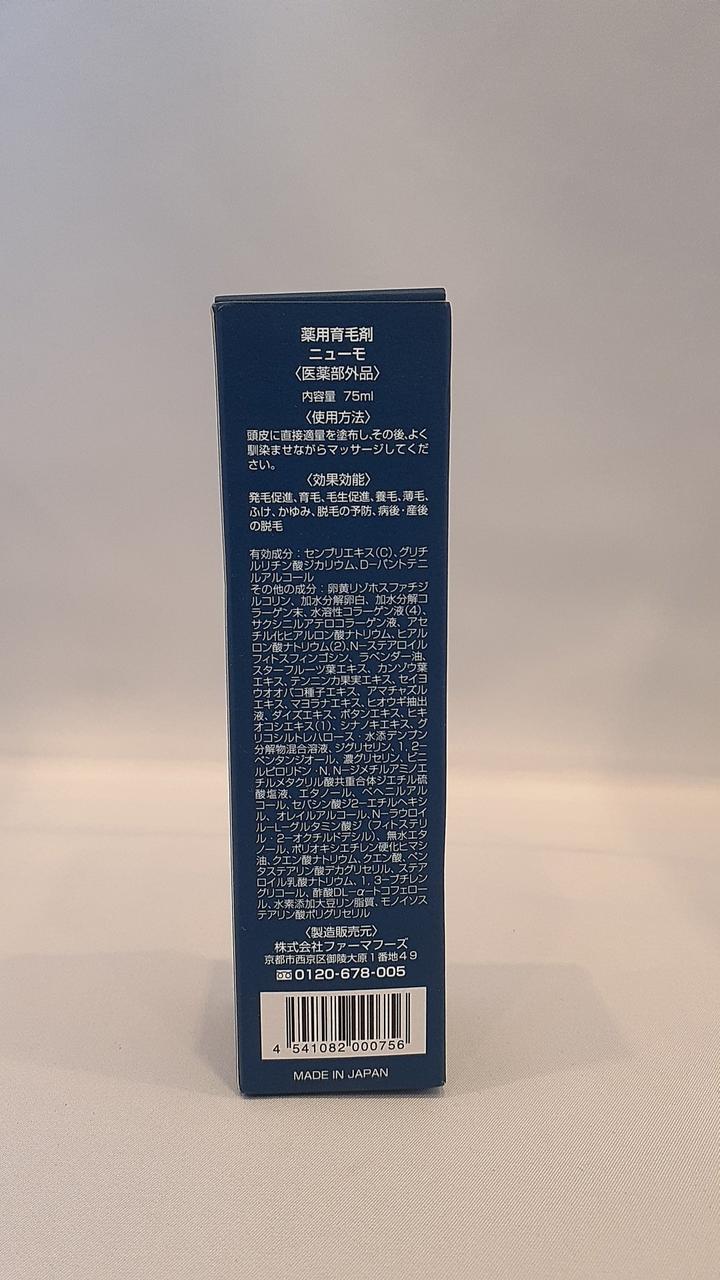 薬用育毛剤
ニューモ
〈医薬部外品〉
内容量 75ml
〈使用方法〉
頭皮に直接適量を塗布し、その後、よく
馴染ませながらマッサージしてくだ
さい。
〈効果効能〉
発毛促進、育毛、毛生促進、養毛、薄毛、
ふけ、かゆみ、脱毛の予防、病後・産後
の脱毛
有効成分：センブリエキス(C)、グリチ
ルリチン酸ジカリウム、D-パントテニ
ルアルコール
その他の成分：卵黄リゾホスファチジ
ルコリン、加水分解卵白、加水分解コ
ラーゲン末、水溶性コラーゲン液(4)、
サクシニルアテロコラーゲン液、アセ
チル化ヒアルロン酸ナトリウム、ヒアル
ロン酸ナトリウム(2)、N-ステアロイル
フィトスフィンゴシン、ラベンダー油、
スターフルーツ葉エキス、カンゾウ葉
エキス、テンニンカ果実エキス、セイヨ
ウオオバコ種子エキス、アマチャヅル
エキス、マヨラナエキス、ヒオウギ抽出
液、ダイズエキス、ボタンエキス、ヒキ
オコシエキス(1)、シナノキエキス、グ
リコシルトレハロース・水添デンプン
分解物混合溶液、ジグリセリン、1, 2-
ペンタンジオール、濃グリセリン、ビニ
ルピロリドン・N, N-ジメチルアミノエ
チルメタクリル酸共重合体ジエチル硫
酸塩液、エタノール、ベヘニルアル
コール、セバシン酸ジ2-エチルヘキシ
ル、オレイルアルコール、N-ラウロイ
ル-L-グルタミン酸ジ（フィトステリ
ル・2-オクチルドデシル）、無水エタ
ノール、ポリオキシエチレン硬化ヒマシ
油、クエン酸ナトリウム、クエン酸、ペン
タステアリン酸デカグリセリル、ステア
ロイル乳酸ナトリウム、1, 3-ブチレン
グリコール、酢酸DL-α-トコフェロー
ル、水素添加大豆リン脂質、モノイソス
テアリン酸ポリグリセリル
〈製造販売元〉
株式会社ファーマフーズ
京都市西京区御陵大原1番地49
0120-678-005
4 541082 000756
MADE IN JAPAN